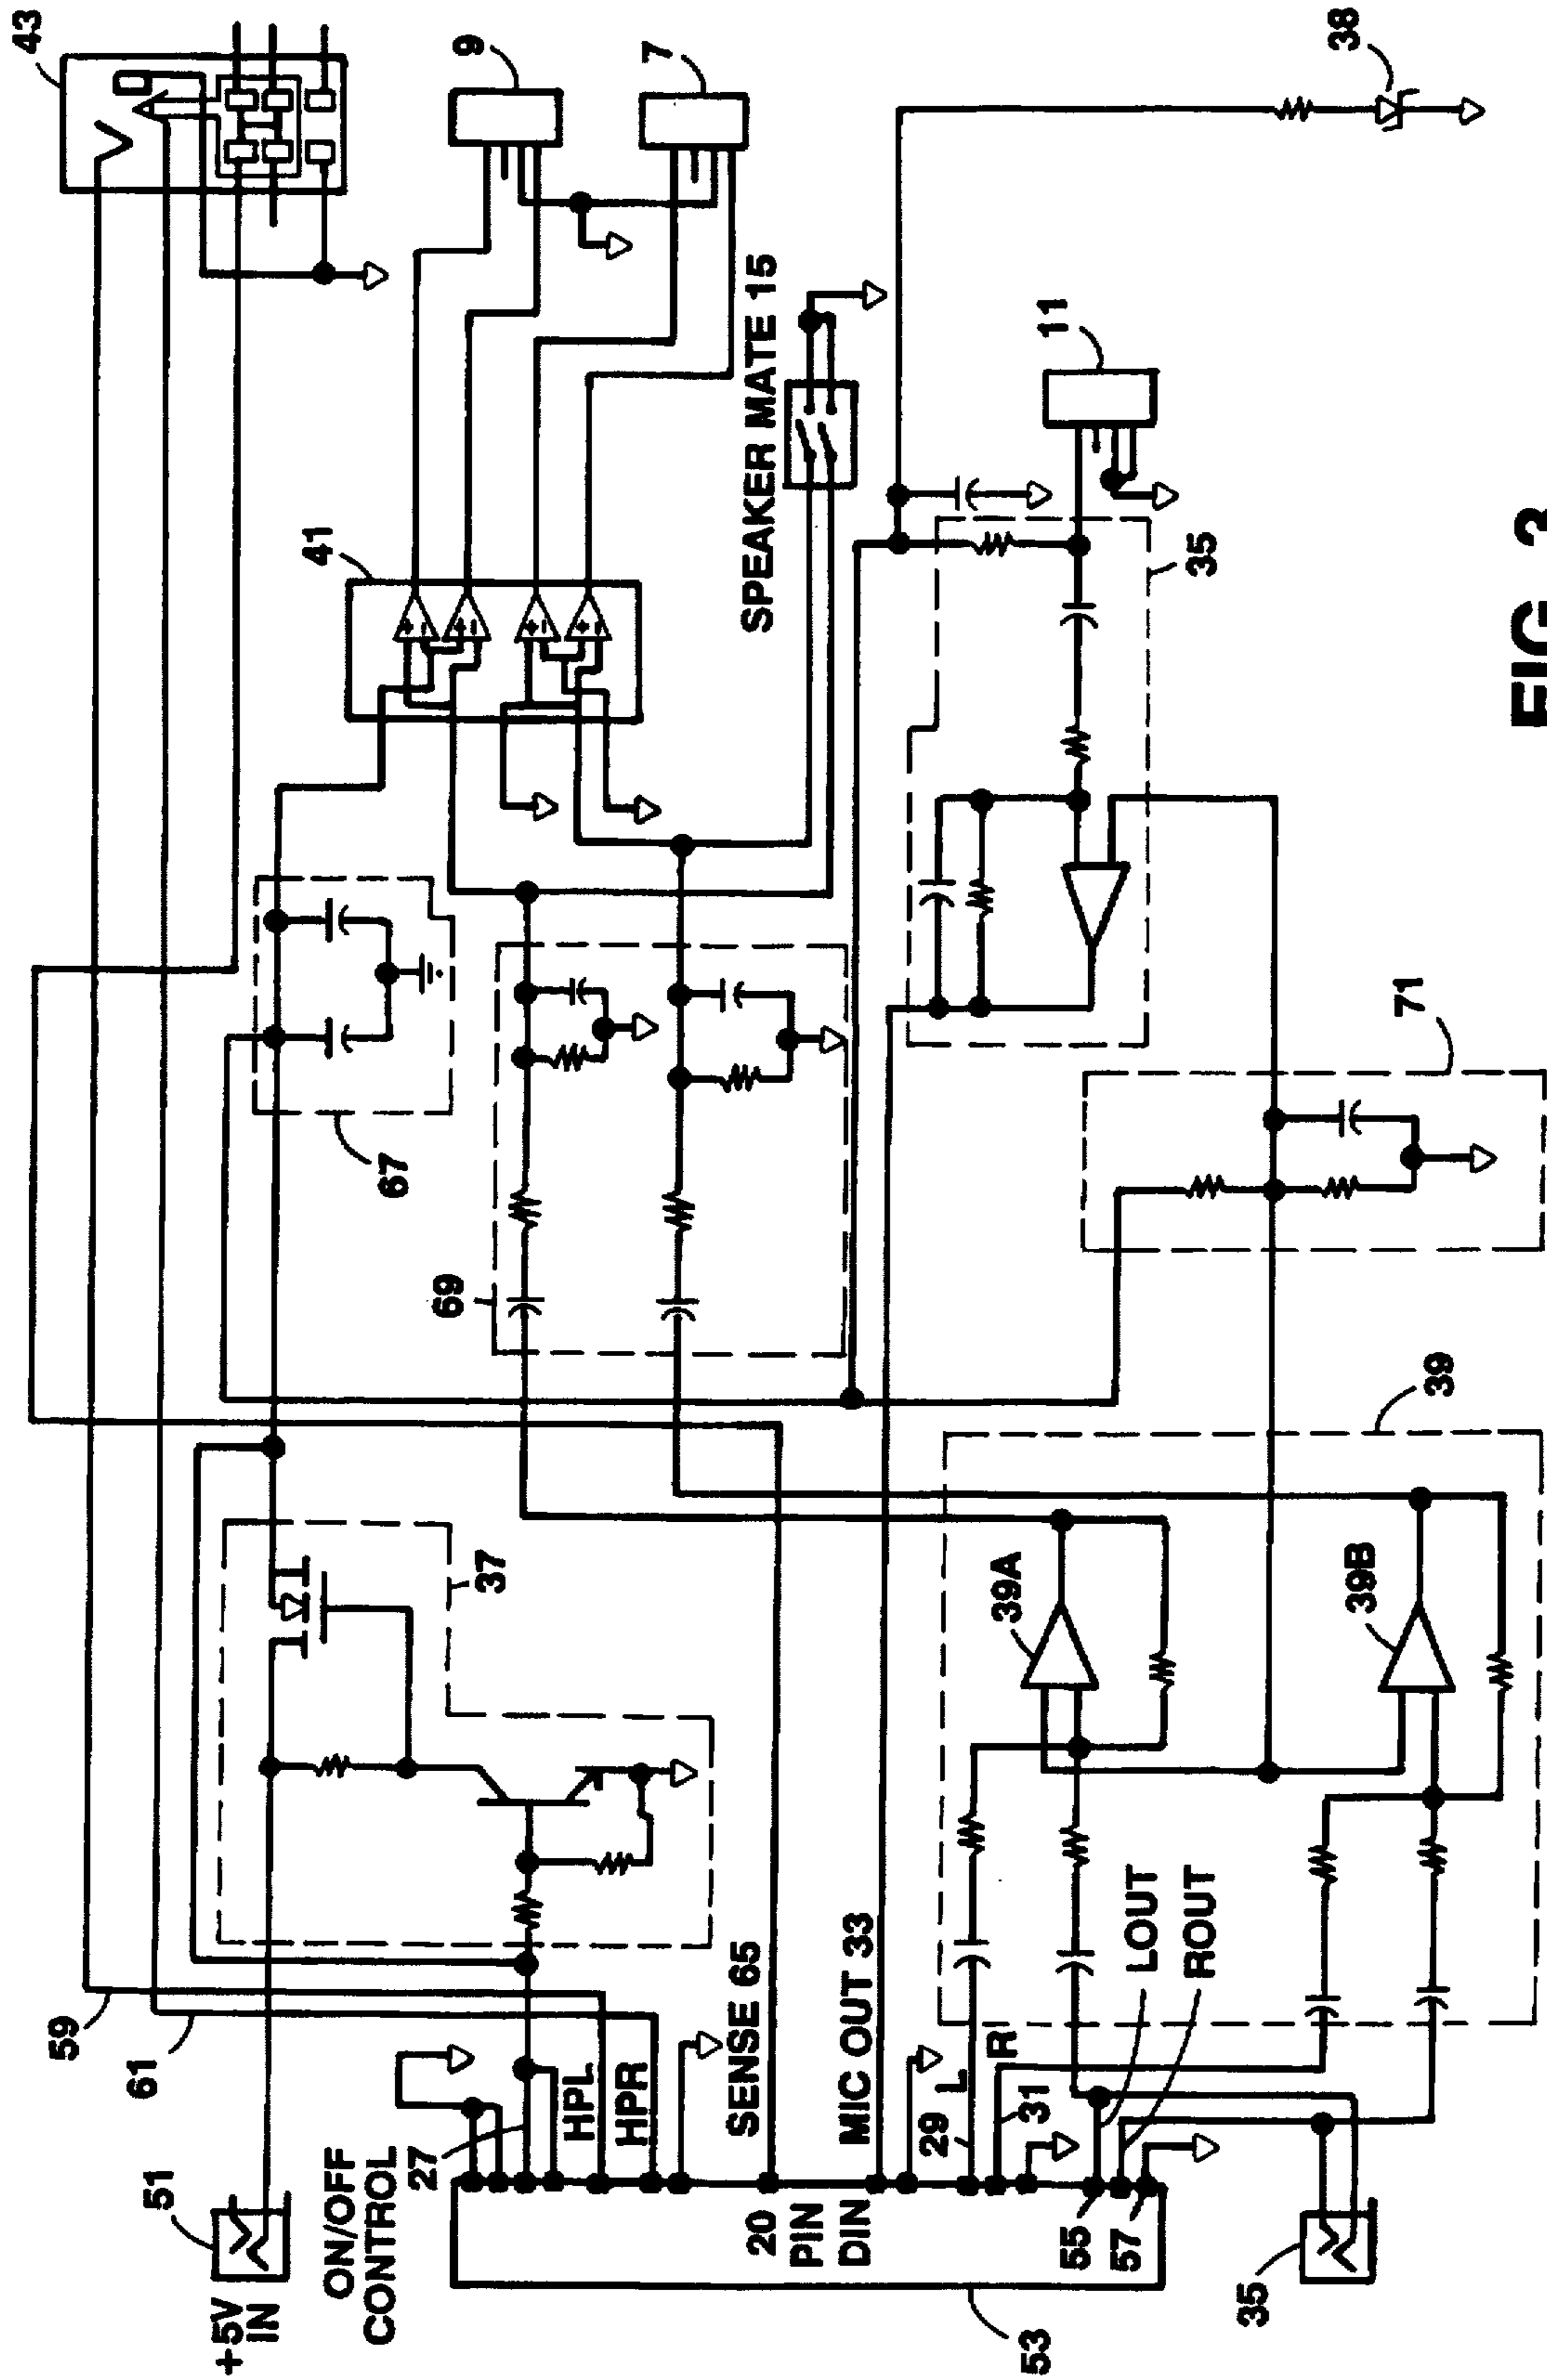 43
9
7
38
SPEAKER MATE 15
11
41
35
67
69
71
39
37
39A
39B
59
61
51
+5V
IN
ON/OFF
CONTROL
27
HPL
HPR
SENSE 65
20
PIN
DIN
MIC OUT 33
29
L
R
31
LOUT
ROUT
55
57
53
35
+
–
+
–
+
–
+
–
FIG. 3